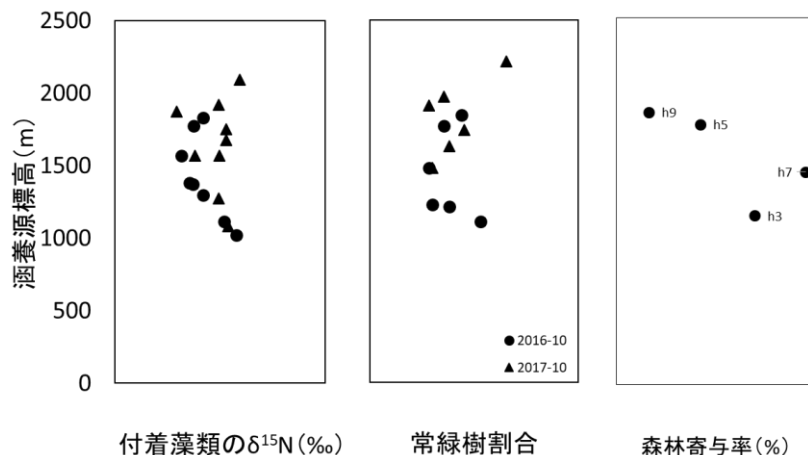 2500
2000
1500
1000
500
0
涵養源標高(m)
h9
h5
h7
h3
2016-10
2017-10
付着藻類のδ¹⁵N(‰)
常緑樹割合
森林寄与率(%)